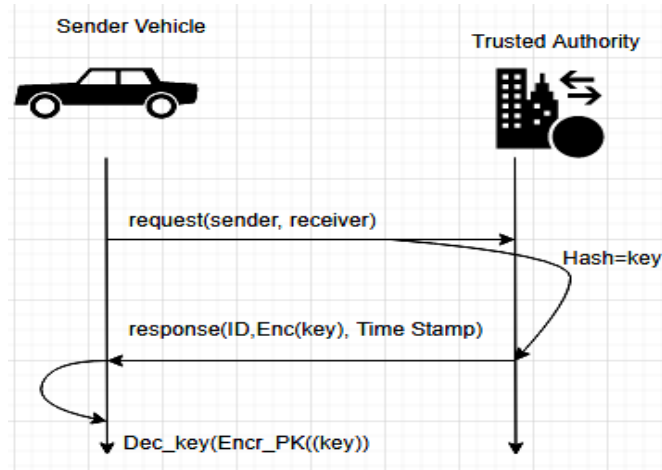 Sender Vehicle
Trusted Authority
request(sender, receiver)
Hash=key
response(ID,Enc(key), Time Stamp)
Dec_key(Encr_PK((key))